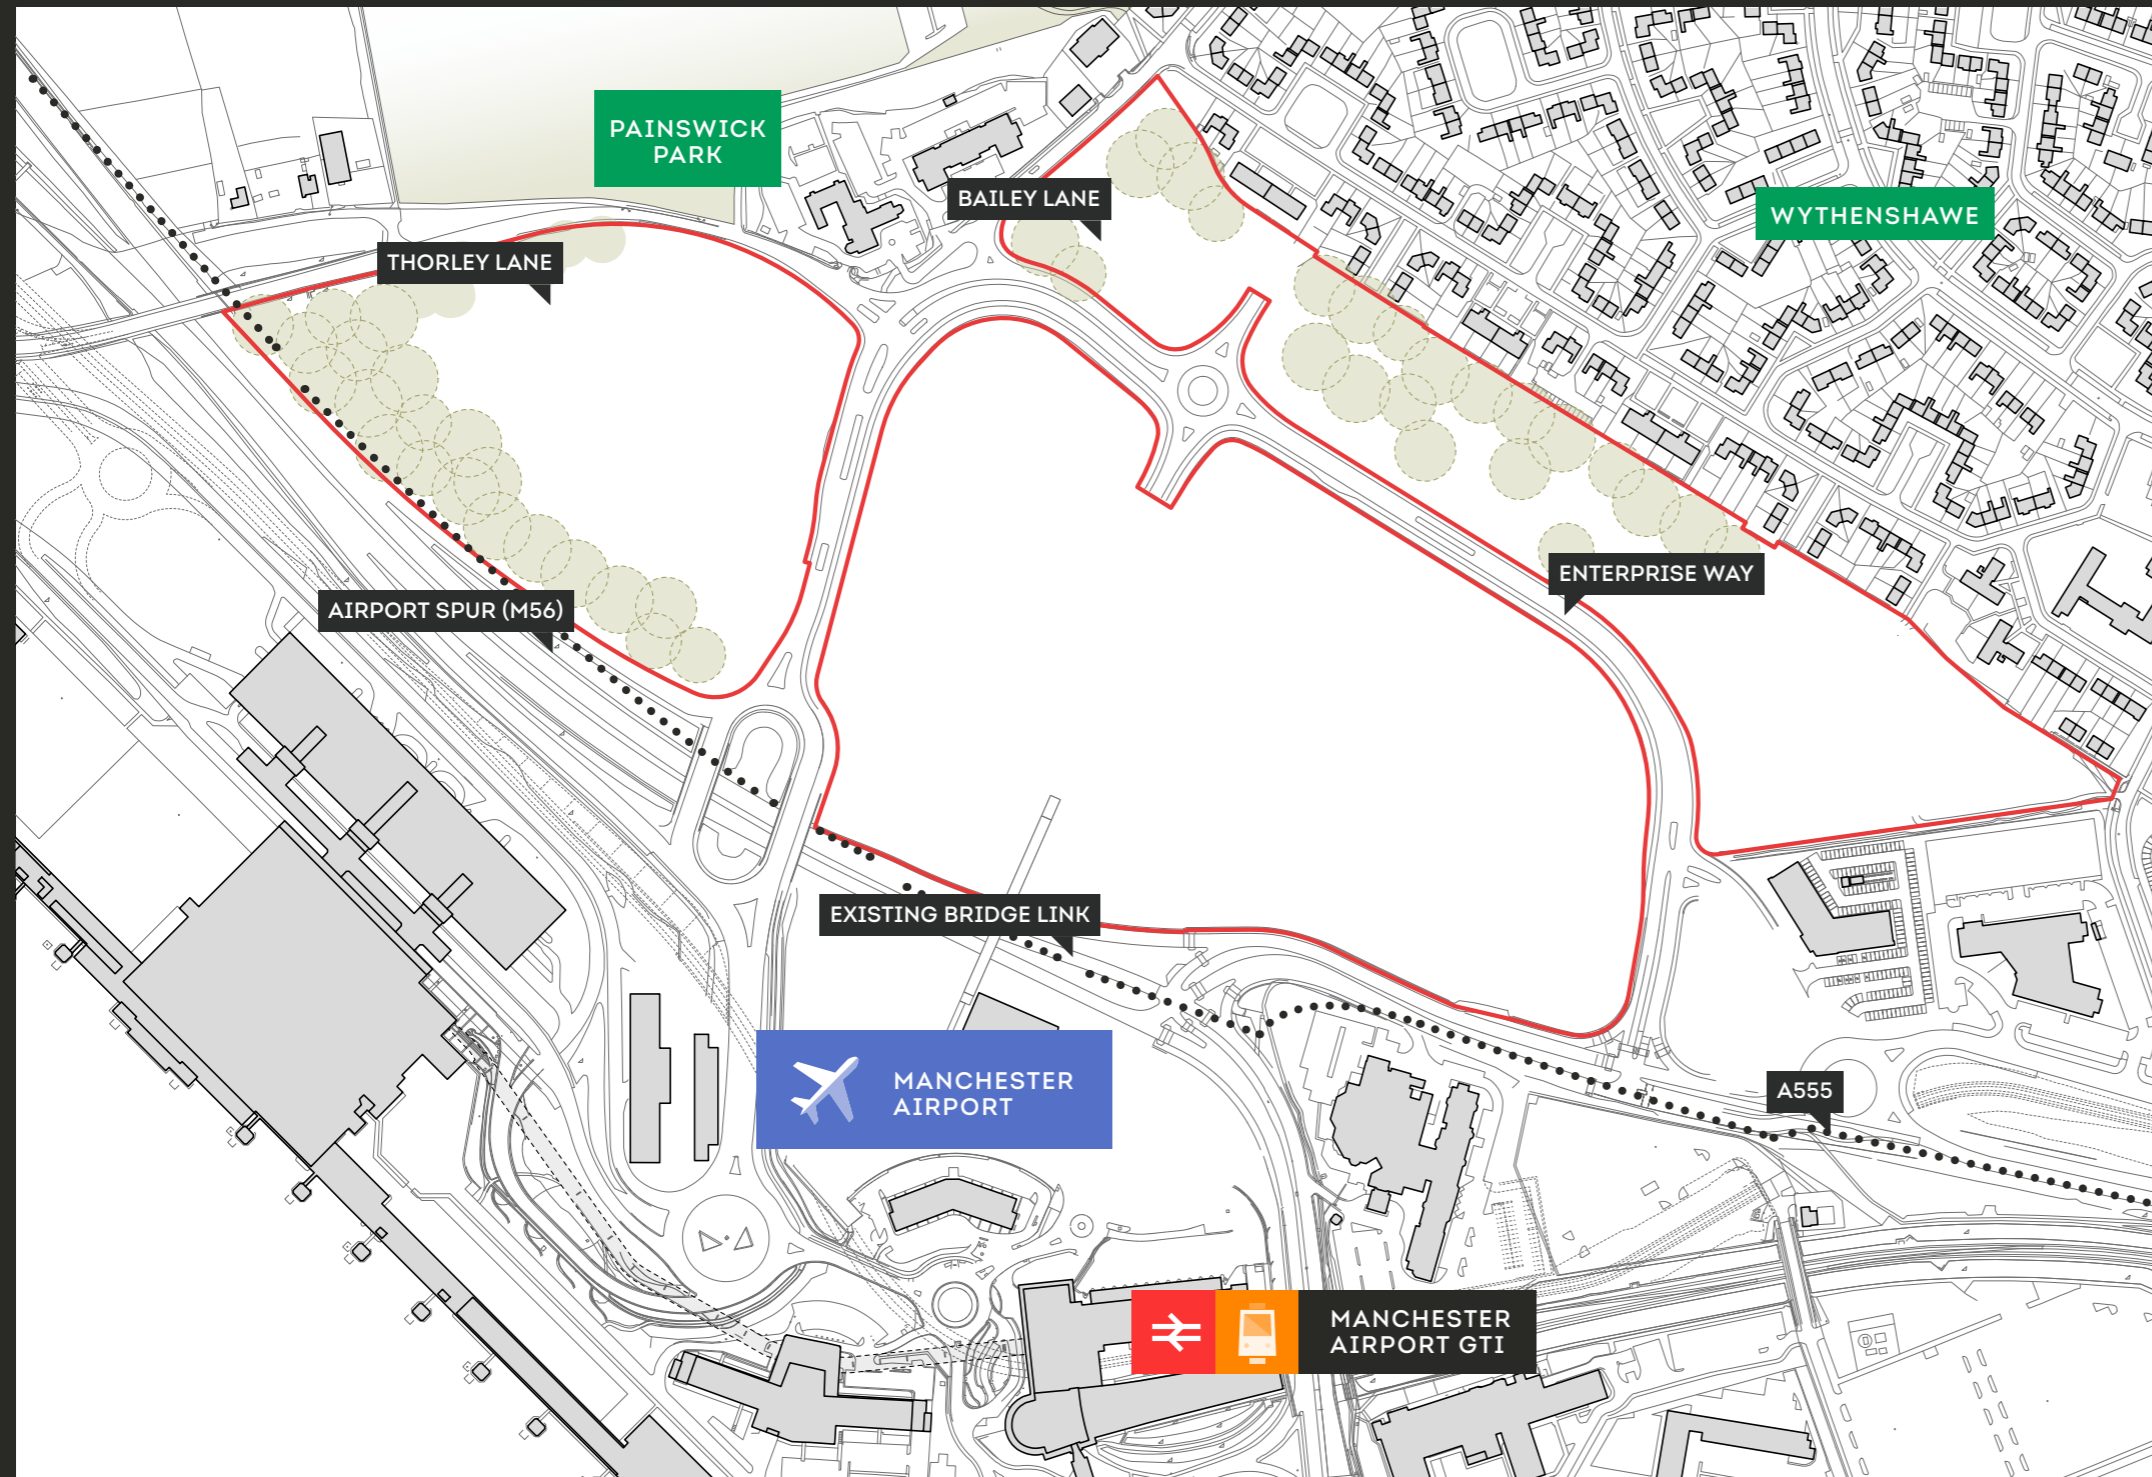 PAINSWICK
PARK
BAILEY LANE
WYTHENSHAWE
THORLEY LANE
ENTERPRISE WAY
AIRPORT SPUR (M56)
EXISTING BRIDGE LINK
MANCHESTER
AIRPORT
A555
MANCHESTER
AIRPORT GTI